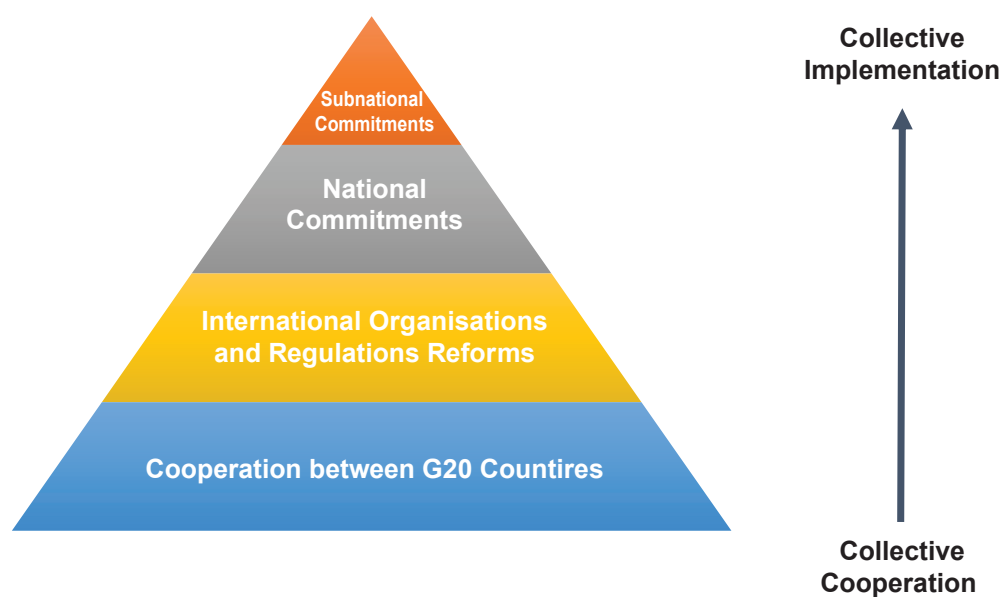 Collective
Implementation
Subnational
Commitments
National
Commitments
International Organisations
and Regulations Reforms
Cooperation between G20 Countires
Collective
Cooperation